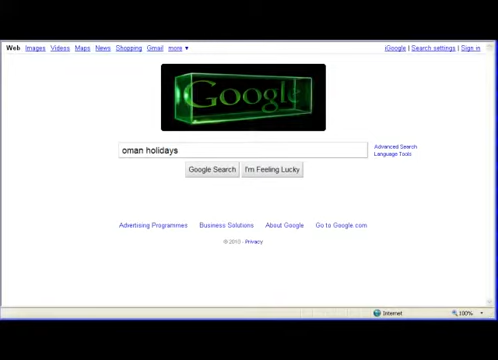 Web Images Videos Maps News Shopping Gmail more ▼ iGoogle | Search settings | Sign in
Google
oman holidays
Advanced Search
Language Tools
Google Search I'm Feeling Lucky
Advertising Programmes Business Solutions About Google Go to Google.com
© 2010 - Privacy
Internet 100%